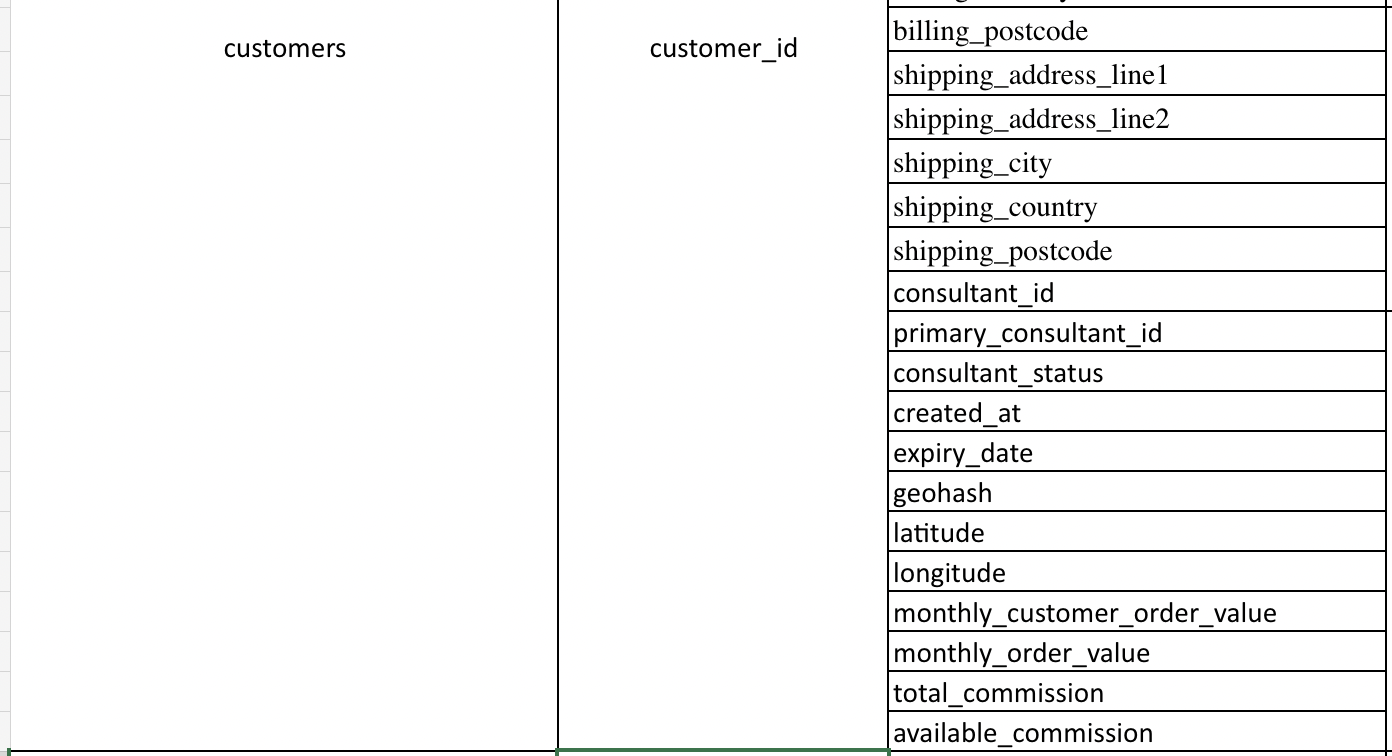 customers
customer_id
billing_postcode
shipping_address_line1
shipping_address_line2
shipping_city
shipping_country
shipping_postcode
consultant_id
primary_consultant_id
consultant_status
created_at
expiry_date
geohash
latitude
longitude
monthly_customer_order_value
monthly_order_value
total_commission
available_commission